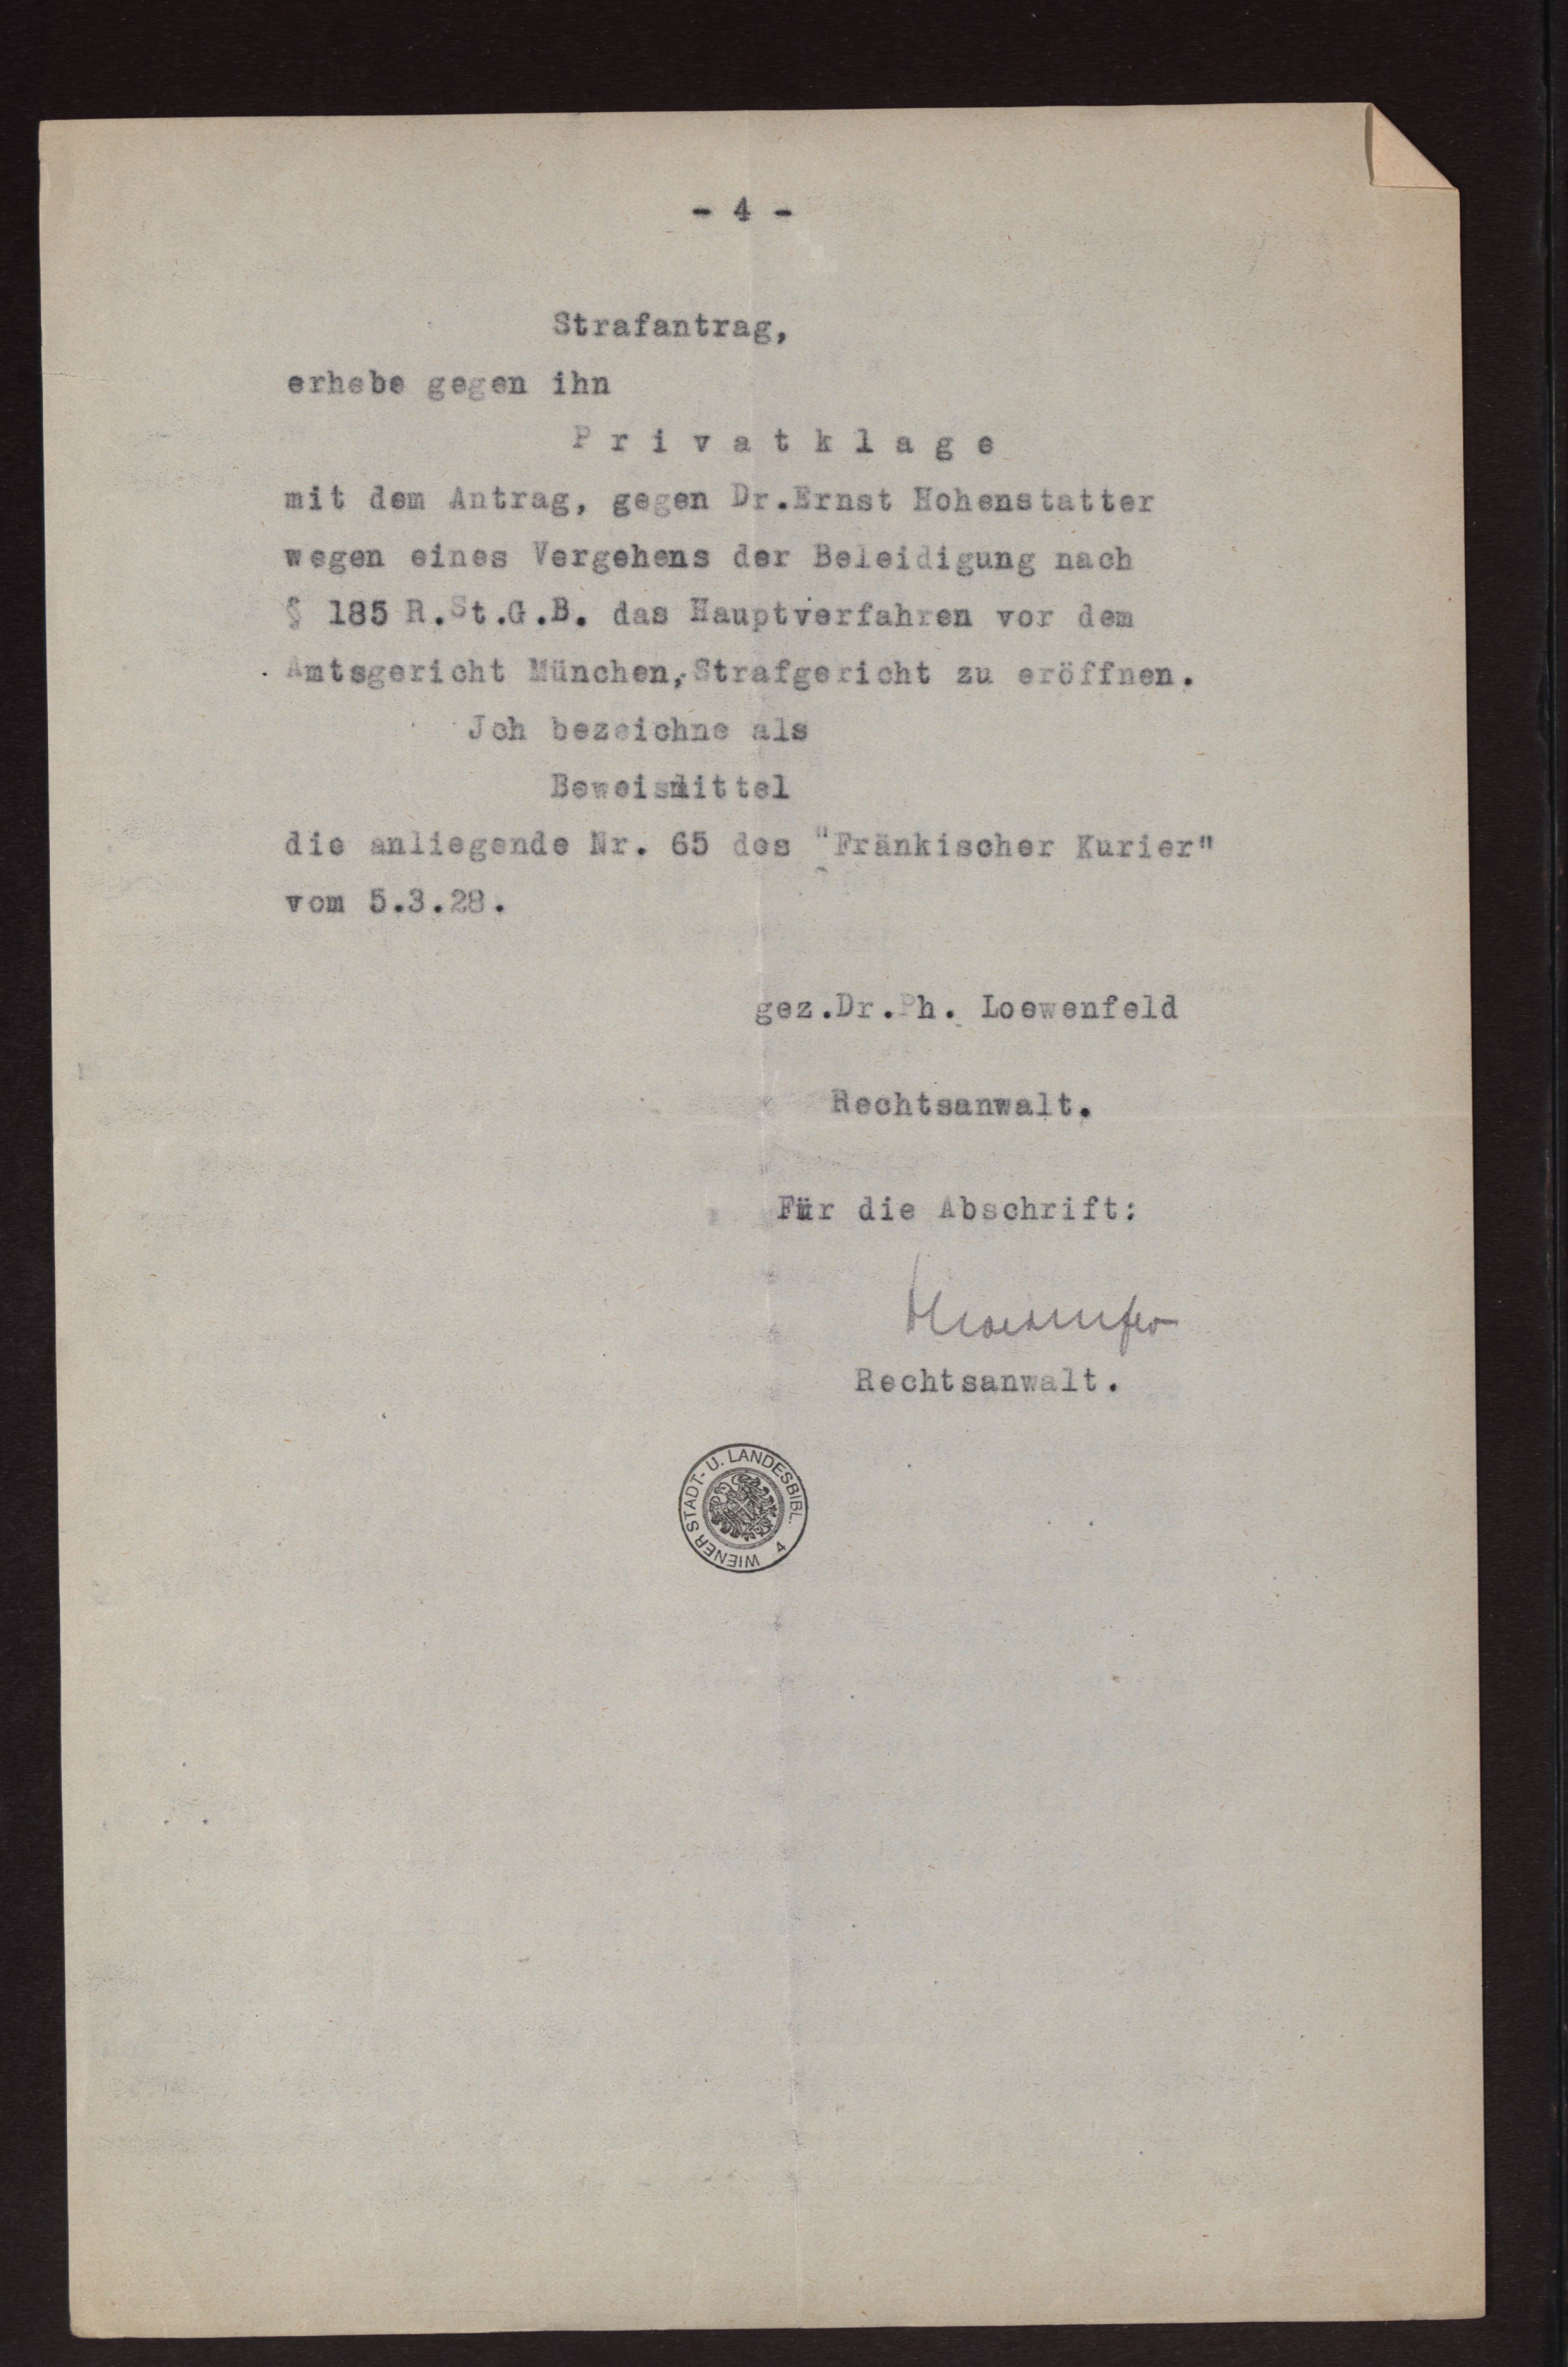 - 4 -
Strafantrag,
erhebe gegen ihn
P r i v a t k l a g e
mit dem Antrag, gegen Dr.Ernst Hohenstatter
wegen eines Vergehens der Beleidigung nach
§ 185 R.St.G.B. das Hauptverfahren vor dem
Amtsgericht München,Strafgericht zu eröffnen.
Jch bezeichne als
Beweismittel
die anliegende Nr. 65 des "Fränkischer Kurier"
vom 5.3.28.
gez.Dr.Ph. Loewenfeld
Rechtsanwalt.
Für die Abschrift:
Rechtsanwalt.
WIENER STADT- U. LANDESBIBL. 4